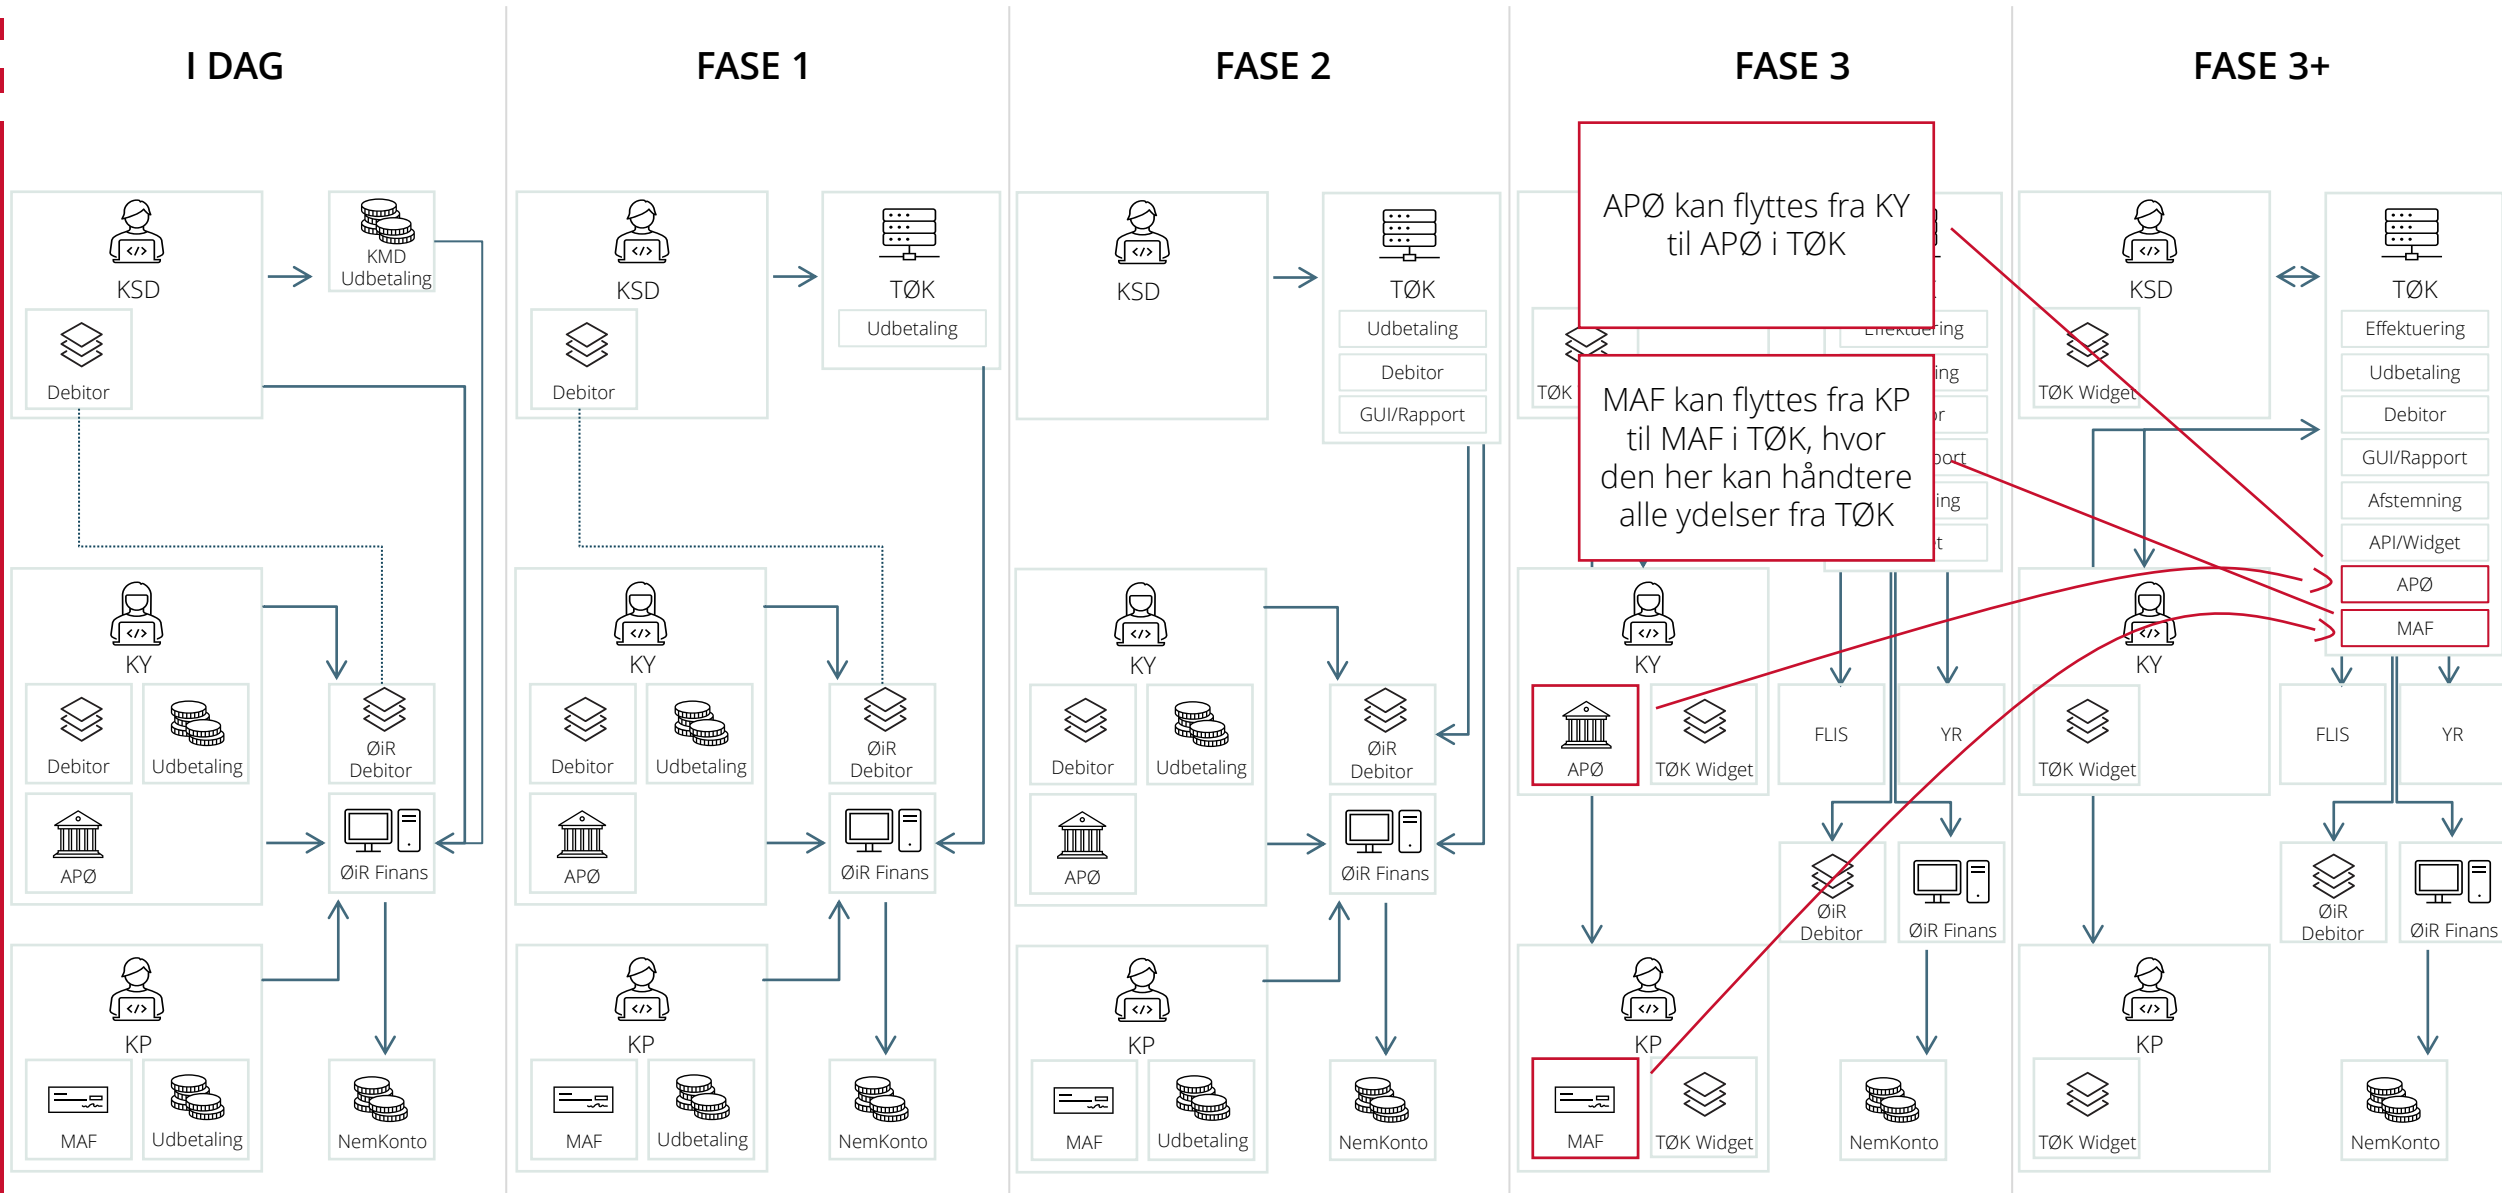 I DAG
KSD
KMD
Udbetaling
Debitor
KY
Debitor
Udbetaling
ØiR
Debitor
APØ
ØiR Finans
KP
MAF
Udbetaling
NemKonto
FASE 1
KSD
TØK
Udbetaling
Debitor
KY
Debitor
Udbetaling
ØiR
Debitor
APØ
ØiR Finans
KP
MAF
Udbetaling
NemKonto
FASE 2
KSD
TØK
Udbetaling
Debitor
GUI/Rapport
KY
Debitor
Udbetaling
ØiR
Debitor
APØ
ØiR Finans
KP
MAF
Udbetaling
NemKonto
FASE 3
APØ kan flyttes fra KY
til APØ i TØK
Effektuering
TØK
MAF kan flyttes fra KP
til MAF i TØK, hvor
den her kan håndtere
alle ydelser fra TØK
KY
APØ
TØK Widget
FLIS
YR
ØiR
Debitor
ØiR Finans
KP
MAF
TØK Widget
NemKonto
FASE 3+
KSD
TØK Widget
TØK
Effektuering
Udbetaling
Debitor
GUI/Rapport
Afstemning
API/Widget
APØ
MAF
KY
TØK Widget
FLIS
YR
ØiR
Debitor
ØiR Finans
KP
TØK Widget
NemKonto